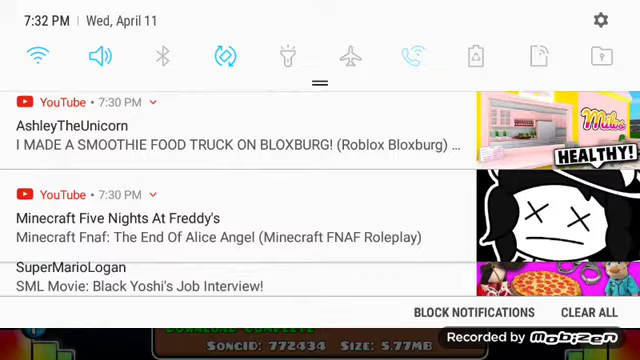 7:32 PM | Wed, April 11
YouTube • 7:30 PM
AshleyTheUnicorn
I MADE A SMOOTHIE FOOD TRUCK ON BLOXBURG! (Roblox Bloxburg) ...
HEALTHY!
YouTube • 7:30 PM
Minecraft Five Nights At Freddy's
Minecraft Fnaf: The End Of Alice Angel (Minecraft FNAF Roleplay)
SuperMarioLogan
SML Movie: Black Yoshi's Job Interview!
BLOCK NOTIFICATIONS CLEAR ALL
DOWNLOAD COMPLETE
SongID: 772434 Size: 5.77MB
Recorded by Mobizen